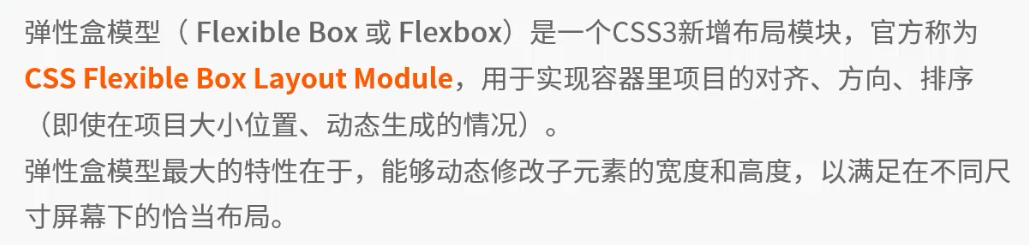 弹性盒模型（ Flexible Box 或 Flexbox）是一个CSS3新增布局模块，官方称为
CSS Flexible Box Layout Module，用于实现容器里项目的对齐、方向、排序
（即使在项目大小位置、动态生成的情况）。
弹性盒模型最大的特性在于，能够动态修改子元素的宽度和高度，以满足在不同尺
寸屏幕下的恰当布局。